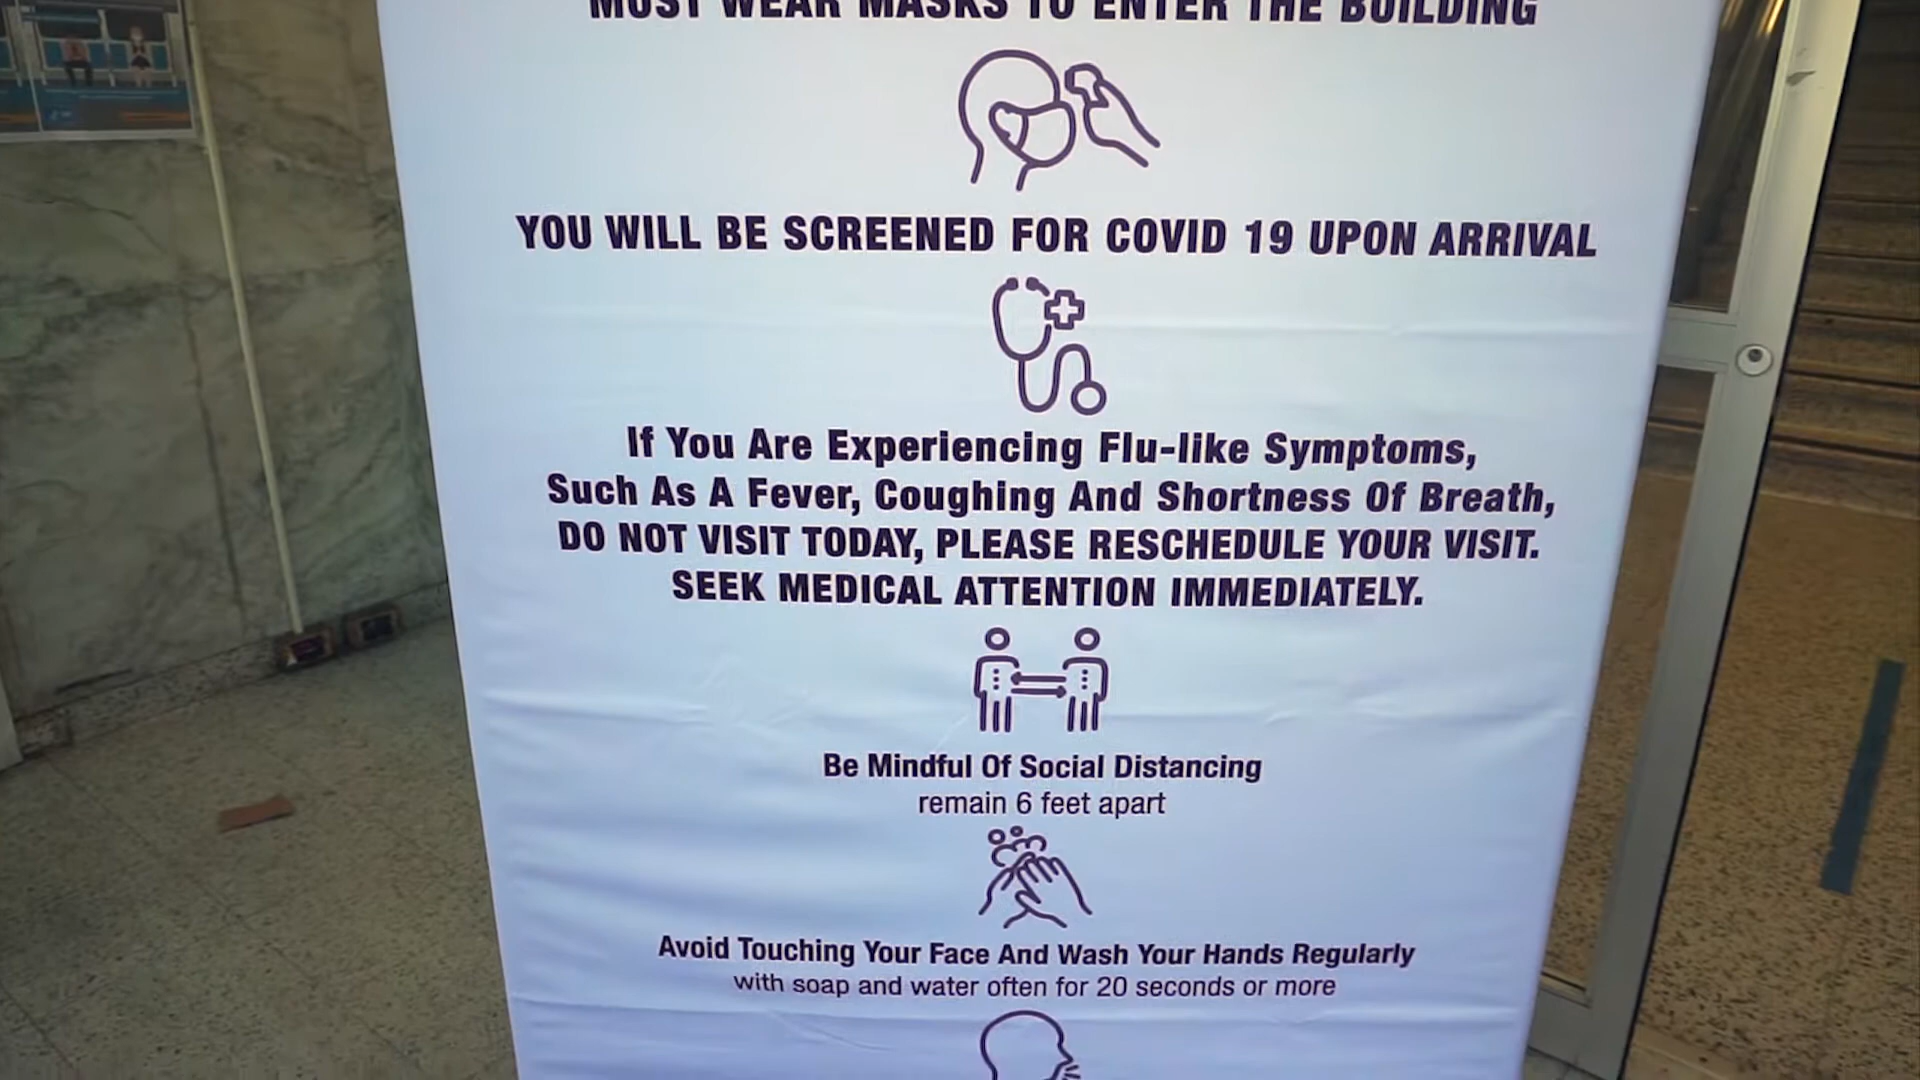 MUST WEAR MASKS TO ENTER THE BUILDING
YOU WILL BE SCREENED FOR COVID 19 UPON ARRIVAL
If You Are Experiencing Flu-like Symptoms,
Such As A Fever, Coughing And Shortness Of Breath,
DO NOT VISIT TODAY, PLEASE RESCHEDULE YOUR VISIT.
SEEK MEDICAL ATTENTION IMMEDIATELY.
Be Mindful Of Social Distancing
remain 6 feet apart
Avoid Touching Your Face And Wash Your Hands Regularly
with soap and water often for 20 seconds or more